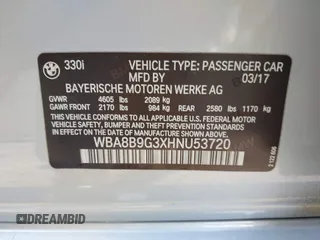 330i VEHICLE TYPE: PASSENGER CAR
MFD BY 03/17
BAYERISCHE MOTOREN WERKE AG
GVWR 4605 lbs 2089 kg
GAWR FRONT 2170 lbs 984 kg REAR 2580 lbs 1170 kg
THIS VEHICLE CONFORMS TO ALL APPLICABLE FEDERAL MOTOR VEHICLE SAFETY, BUMPER, AND THEFT PREVENTION STANDARDS IN EFFECT ON THE DATE OF MANUFACTURE SHOWN ABOVE.
WBA8B9G3XHNU53720
DREAMBID